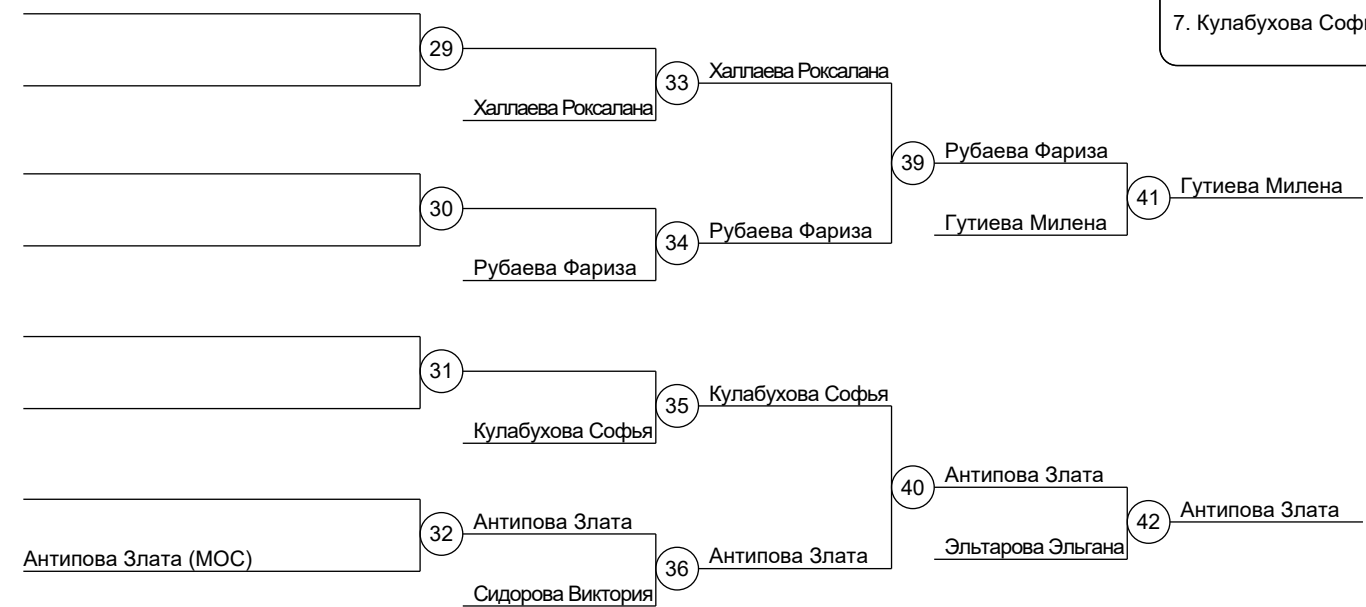 7. Кулабухова
29
33 Халлаева Роксалана
Халлаева Роксалана
39 Рубаева Фариза
41 Гутиева Милена
30
34 Рубаева Фариза
Гутиева Милена
Рубаева Фариза
31
35 Кулабухова Софья
Кулабухова Софья
40 Антипова Злата
42 Антипова Злата
32 Антипова Злата
Эльтарова Эльгана
Антипова Злата (МОС)
36 Антипова Злата
Сидорова Виктория